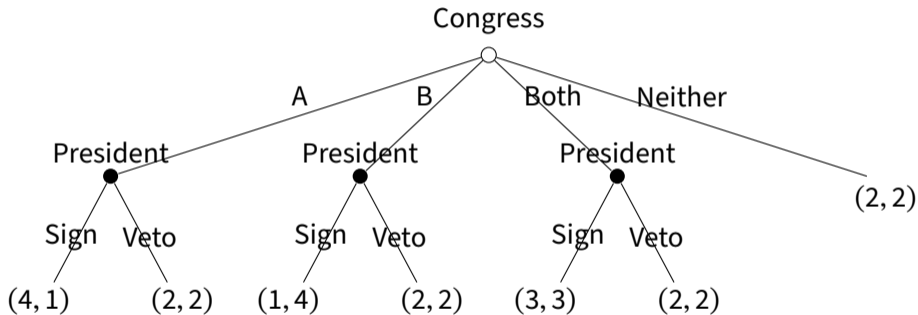 Congress
A B Both Neither
President President President
(2, 2)
Sign Veto Sign Veto Sign Veto
(4, 1) (2, 2) (1, 4) (2, 2) (3, 3) (2, 2)